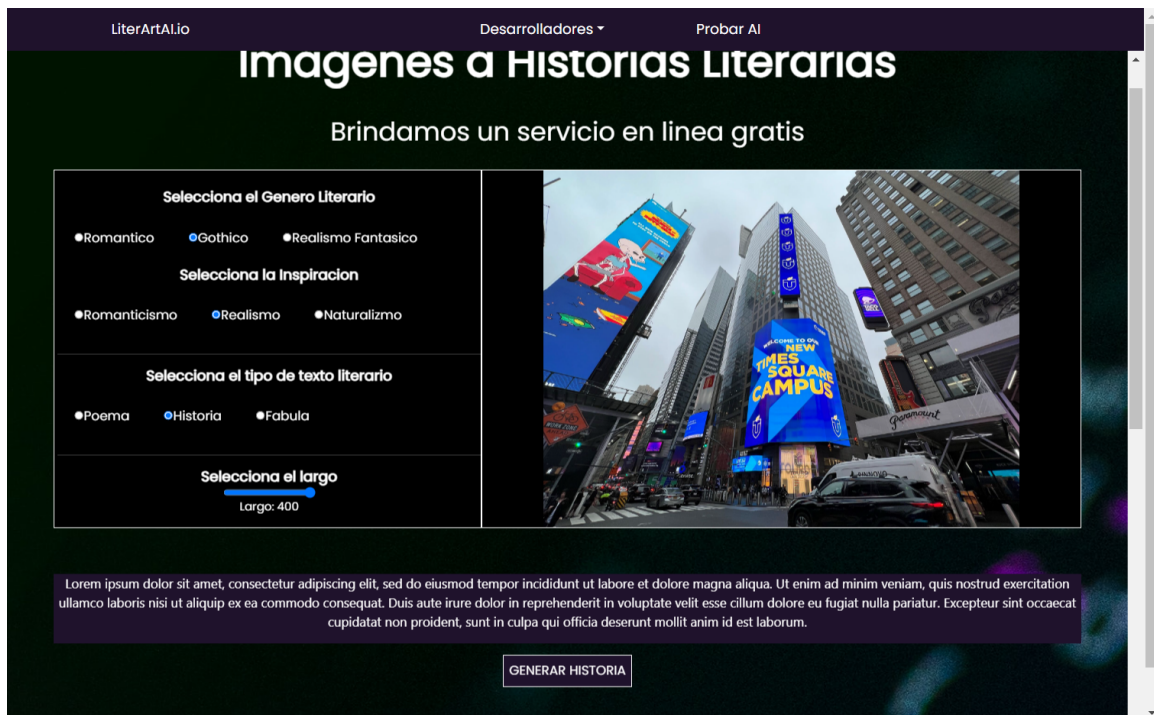 LiterArtAI.io
Desarrolladores
Probar AI
Imagenes a Historias Literarias
Brindamos un servicio en linea gratis
Selecciona el Genero Literario
Romantico Gothico Realismo Fantasico
Selecciona la Inspiracion
Romanticismo Realismo Naturalizmo
Selecciona el tipo de texto literario
Poema Historia Fabula
Selecciona el largo
Largo: 400
WELCOME TO OUR
NEW
TIMES
SQUARE
CAMPUS
Paramount
WORK ZONE
Lorem ipsum dolor sit amet, consectetur adipiscing elit, sed do eiusmod tempor incididunt ut labore et dolore magna aliqua. Ut enim ad minim veniam, quis nostrud exercitation
ullamco laboris nisi ut aliquip ex ea commodo consequat. Duis aute irure dolor in reprehenderit in voluptate velit esse cillum dolore eu fugiat nulla pariatur. Excepteur sint occaecat
cupidatat non proident, sunt in culpa qui officia deserunt mollit anim id est laborum.
GENERAR HISTORIA